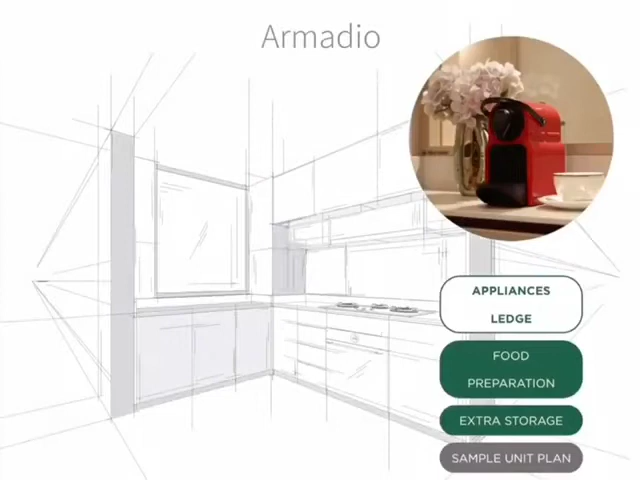 Armadio
APPLIANCES
LEDGE
FOOD
PREPARATION
EXTRA STORAGE
SAMPLE UNIT PLAN